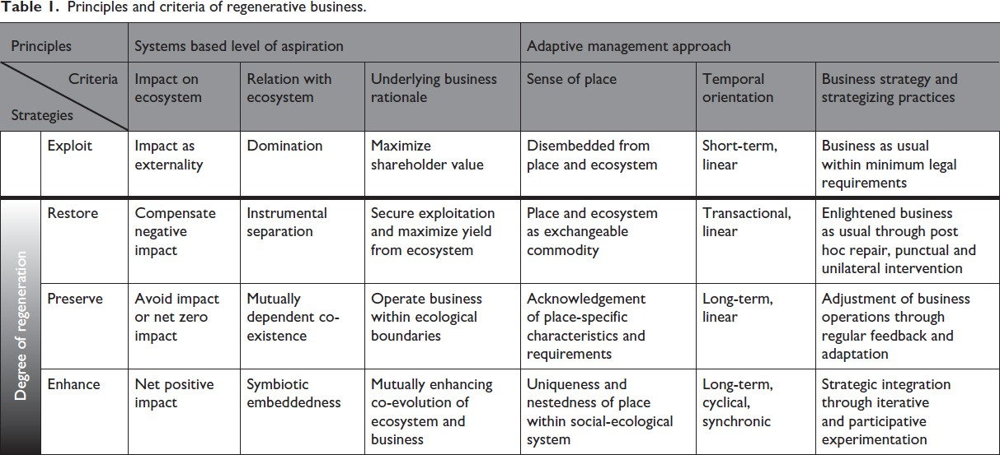 Table 1. Principles and criteria of regenerative business.
Principles
Systems based level of aspiration
Adaptive management approach
Criteria
Strategies
Impact on
ecosystem
Relation with
ecosystem
Underlying business
rationale
Sense of place
Temporal
orientation
Business strategy and
strategizing practices
Exploit
Impact as
externality
Domination
Maximize
shareholder value
Disembedded from
place and ecosystem
Short-term,
linear
Business as usual
within minimum legal
requirements
Degree of regeneration
Restore
Compensate
negative
impact
Instrumental
separation
Secure exploitation
and maximize yield
from ecosystem
Place and ecosystem
as exchangeable
commodity
Transactional,
linear
Enlightened business
as usual through post
hoc repair, punctual and
unilateral intervention
Preserve
Avoid impact
or net zero
impact
Mutually
dependent co-
existence
Operate business
within ecological
boundaries
Acknowledgement
of place-specific
characteristics and
requirements
Long-term,
linear
Adjustment of business
operations through
regular feedback and
adaptation
Enhance
Net positive
impact
Symbiotic
embeddedness
Mutually enhancing
co-evolution of
ecosystem and
business
Uniqueness and
nestedness of place
within social-ecological
system
Long-term,
cyclical,
synchronic
Strategic integration
through iterative
and participative
experimentation